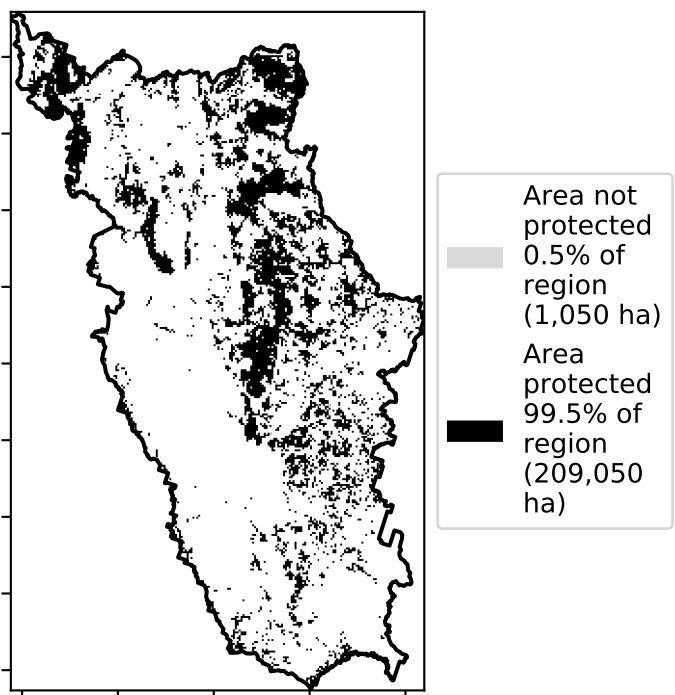 Area not
protected
0.5% of
region
(1,050 ha)
Area
protected
99.5% of
region
(209,050
ha)